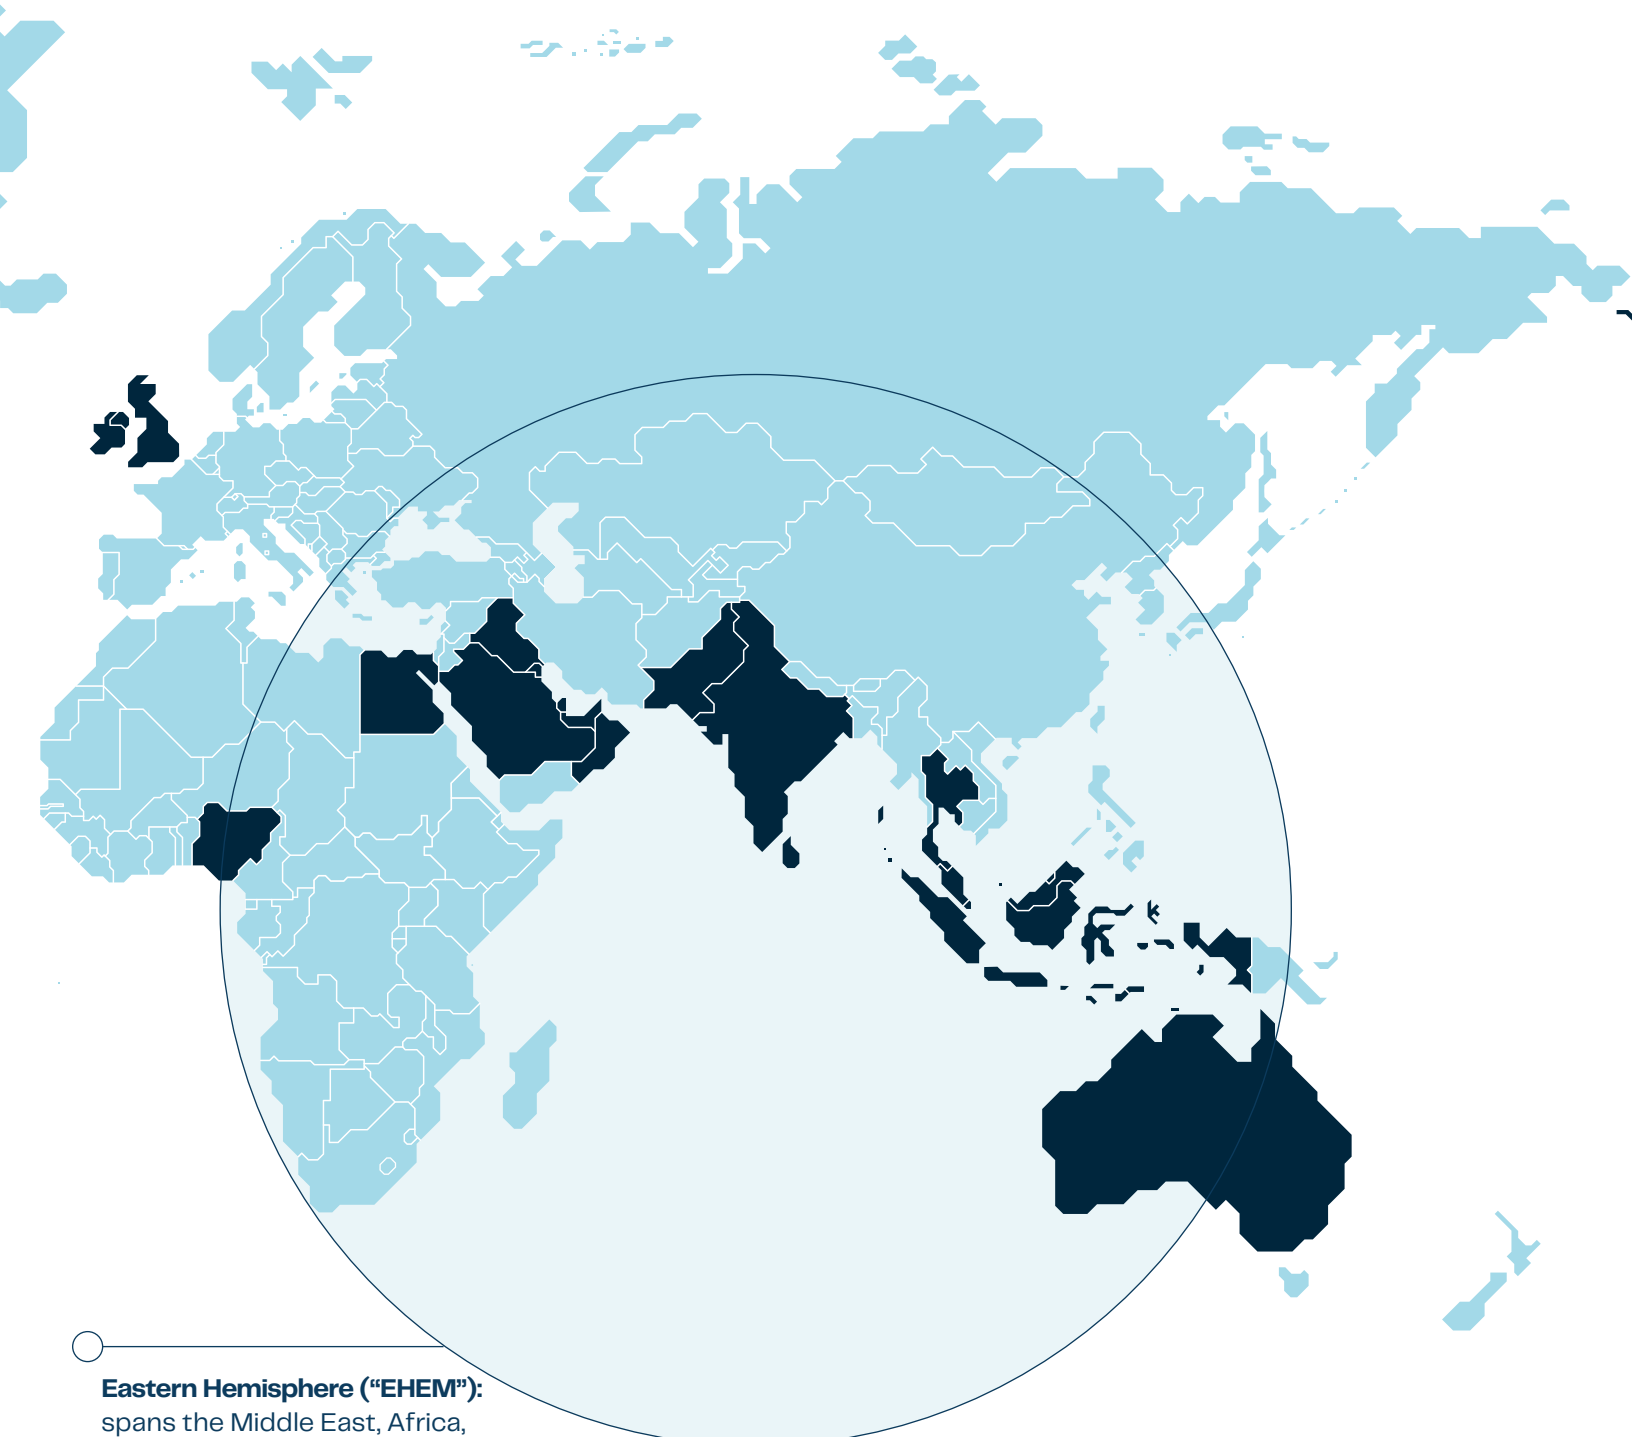 Eastern Hemisphere (“EHEM”):
spans the Middle East, Africa,